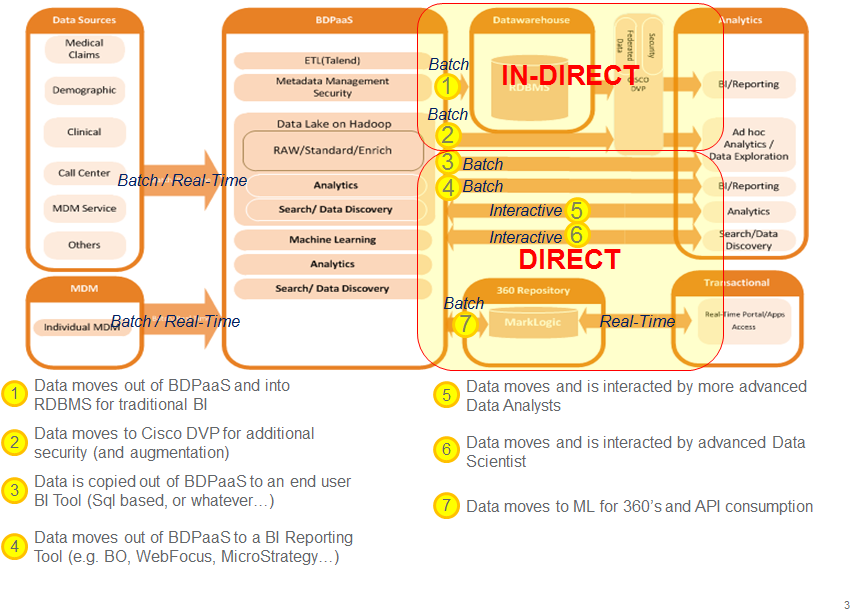 Data Sources
Medical
Claims
Demographic
Clinical
Call Center
MDM Service
Others
MDM
Individual MDM
Batch / Real-Time
Batch / Real-Time
BDPaaS
ETL(Talend)
Metadata Management
Security
Data Lake on Hadoop
RAW/Standard/Enrich
Analytics
Search/ Data Discovery
Machine Learning
Analytics
Search/ Data Discovery
Batch
1
Batch
2
3 Batch
4 Batch
Interactive 5
Interactive 6
Batch
7
Datawarehouse
RDBMS
Federated
Data
Security
CISCO
DVP
IN-DIRECT
DIRECT
360 Repository
MarkLogic
Real-Time
Analytics
BI/Reporting
Ad hoc
Analytics /
Data Exploration
BI/Reporting
Analytics
Search/Data
Discovery
Transactional
Real-Time Portal/Apps
Access
1 Data moves out of BDPaaS and into
RDBMS for traditional BI
2 Data moves to Cisco DVP for additional
security (and augmentation)
3 Data is copied out of BDPaaS to an end user
BI Tool (Sql based, or whatever…)
4 Data moves out of BDPaaS to a BI Reporting
Tool (e.g. BO, WebFocus, MicroStrategy…)
5 Data moves and is interacted by more advanced
Data Analysts
6 Data moves and is interacted by advanced Data
Scientist
7 Data moves to ML for 360’s and API consumption
3